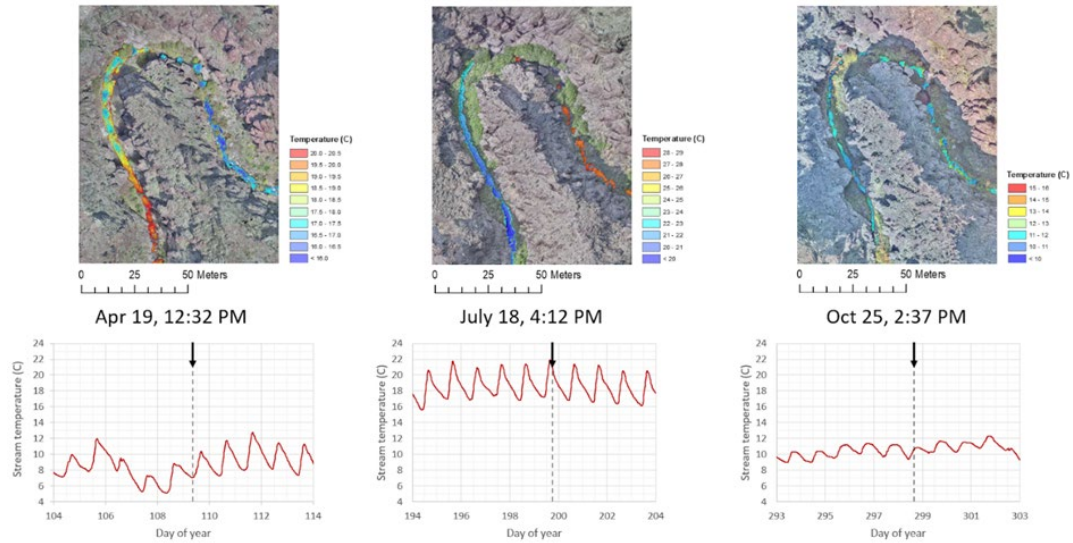 Temperature (C)
20.0 - 20.5
19.5 - 20.0
19.0 - 19.5
18.5 - 19.0
18.0 - 18.5
17.5 - 18.0
17.0 - 17.5
16.5 - 17.0
16.0 - 16.5
< 16.0
0 25 50 Meters
Apr 19, 12:32 PM
Temperature (C)
28 - 29
27 - 28
26 - 27
25 - 26
24 - 25
23 - 24
22 - 23
21 - 22
20 - 21
< 20
0 25 50 Meters
July 18, 4:12 PM
Temperature (C)
15 - 16
14 - 15
13 - 14
12 - 13
11 - 12
10 - 11
< 10
0 25 50 Meters
Oct 25, 2:37 PM
Stream temperature (C)
24
22
20
18
16
14
12
10
8
6
4
104 106 108 110 112 114
Day of year
Stream temperature (C)
24
22
20
18
16
14
12
10
8
6
4
194 196 198 200 202 204
Day of year
Stream temperature (C)
24
22
20
18
16
14
12
10
8
6
4
293 295 297 299 301 303
Day of year